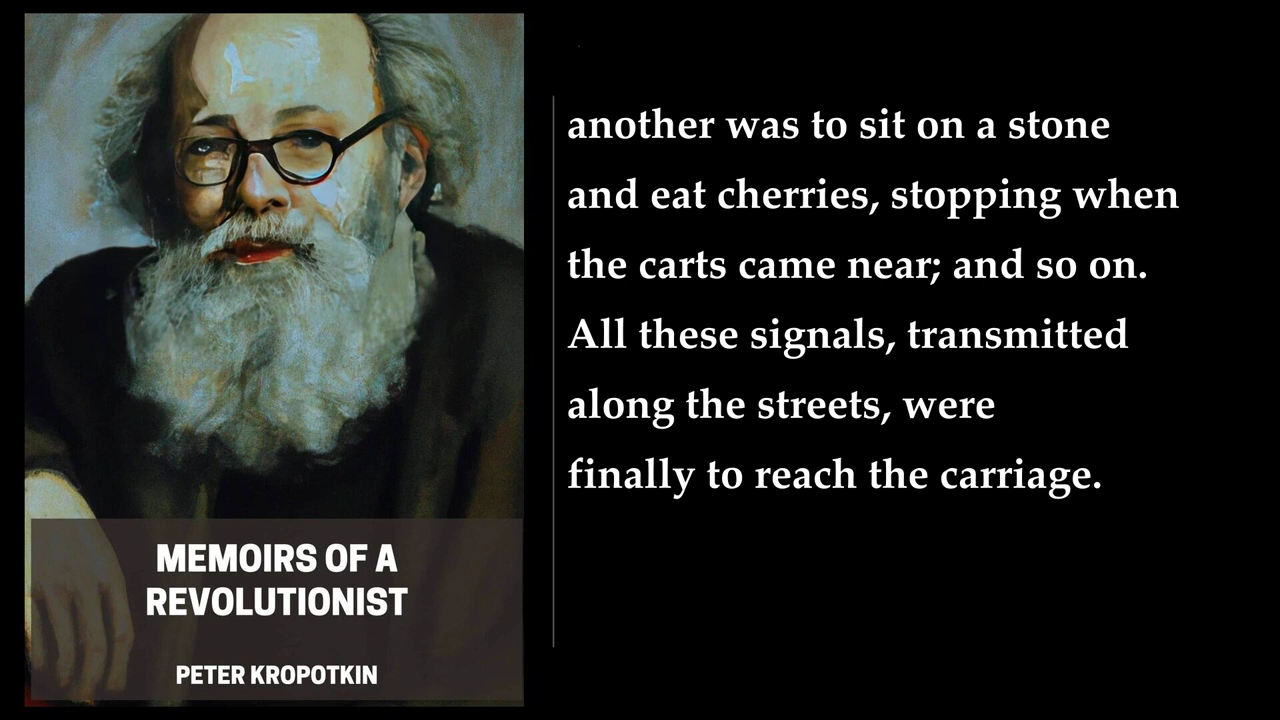 another was to sit on a stone
and eat cherries, stopping when
the carts came near; and so on.
All these signals, transmitted
along the streets, were
finally to reach the carriage.
MEMOIRS OF A
REVOLUTIONIST
PETER KROPOTKIN